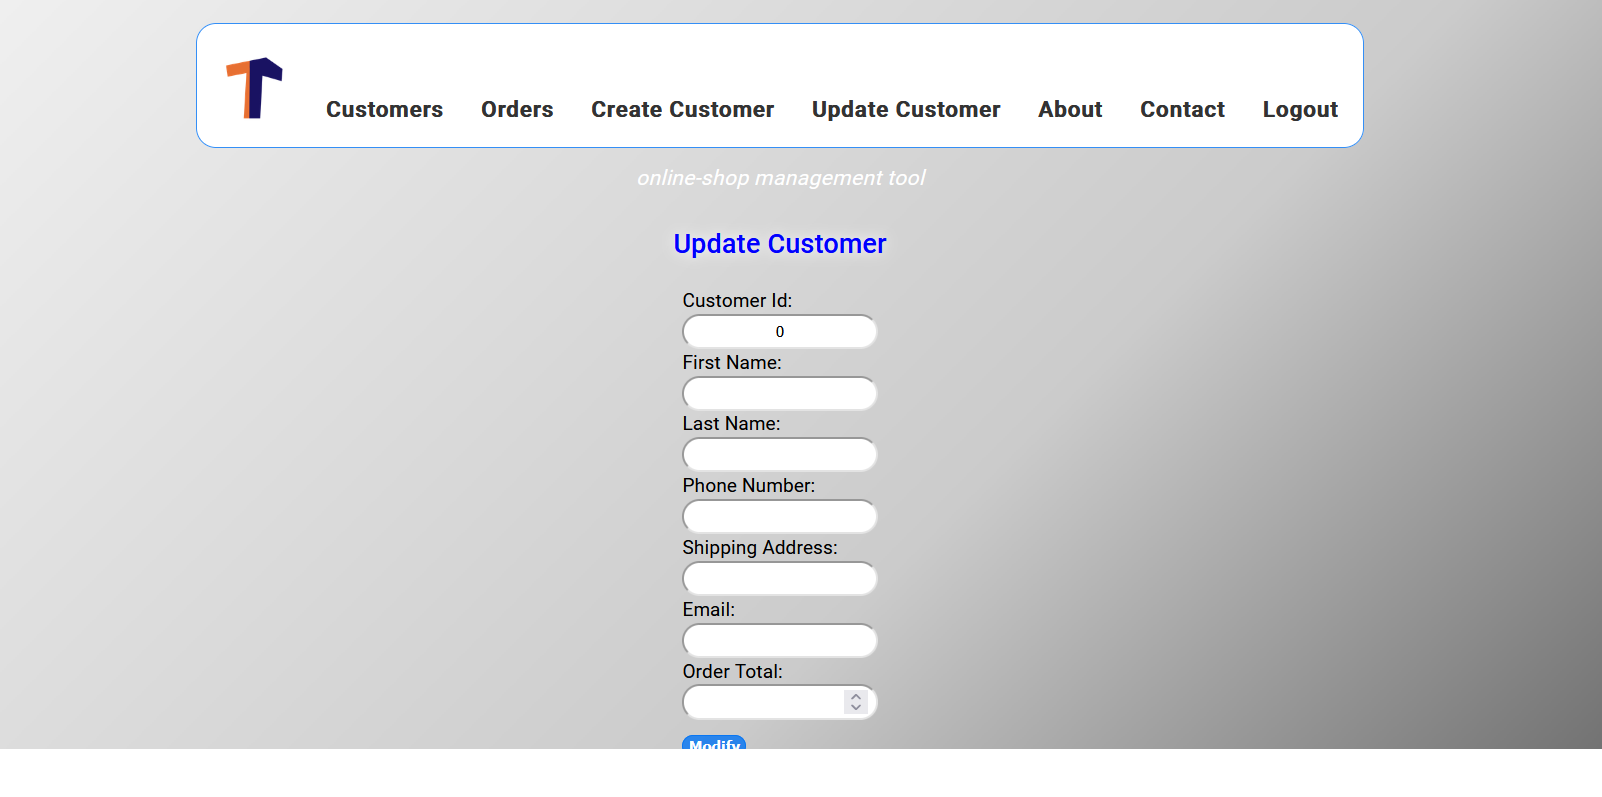 Customers Orders Create Customer Update Customer About Contact Logout
online-shop management tool
Update Customer
Customer Id:
0
First Name:
Last Name:
Phone Number:
Shipping Address:
Email:
Order Total:
Modify